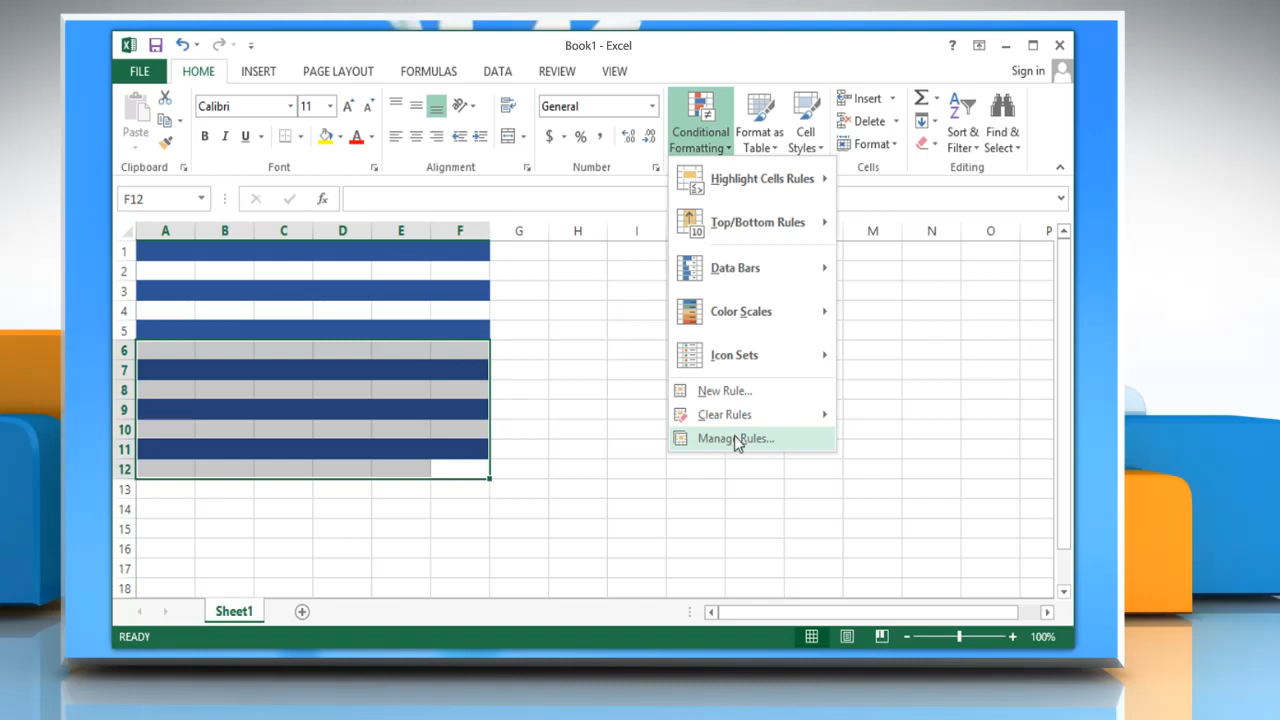 Book1 - Excel
?
FILE HOME INSERT PAGE LAYOUT FORMULAS DATA REVIEW VIEW Sign in
Paste
Calibri 11 A A
B I U A
General
$ % ,
Conditional Formatting
Format as Table
Cell Styles
Insert
Delete
Format
Sort & Filter
Find & Select
Clipboard Font Alignment Number Cells Editing
F12 fx
Highlight Cells Rules
Top/Bottom Rules
Data Bars
Color Scales
Icon Sets
New Rule...
Clear Rules
Manage Rules...
A B C D E F G H I M N O P
1
2
3
4
5
6
7
8
9
10
11
12
13
14
15
16
17
18
Sheet1
READY 100%